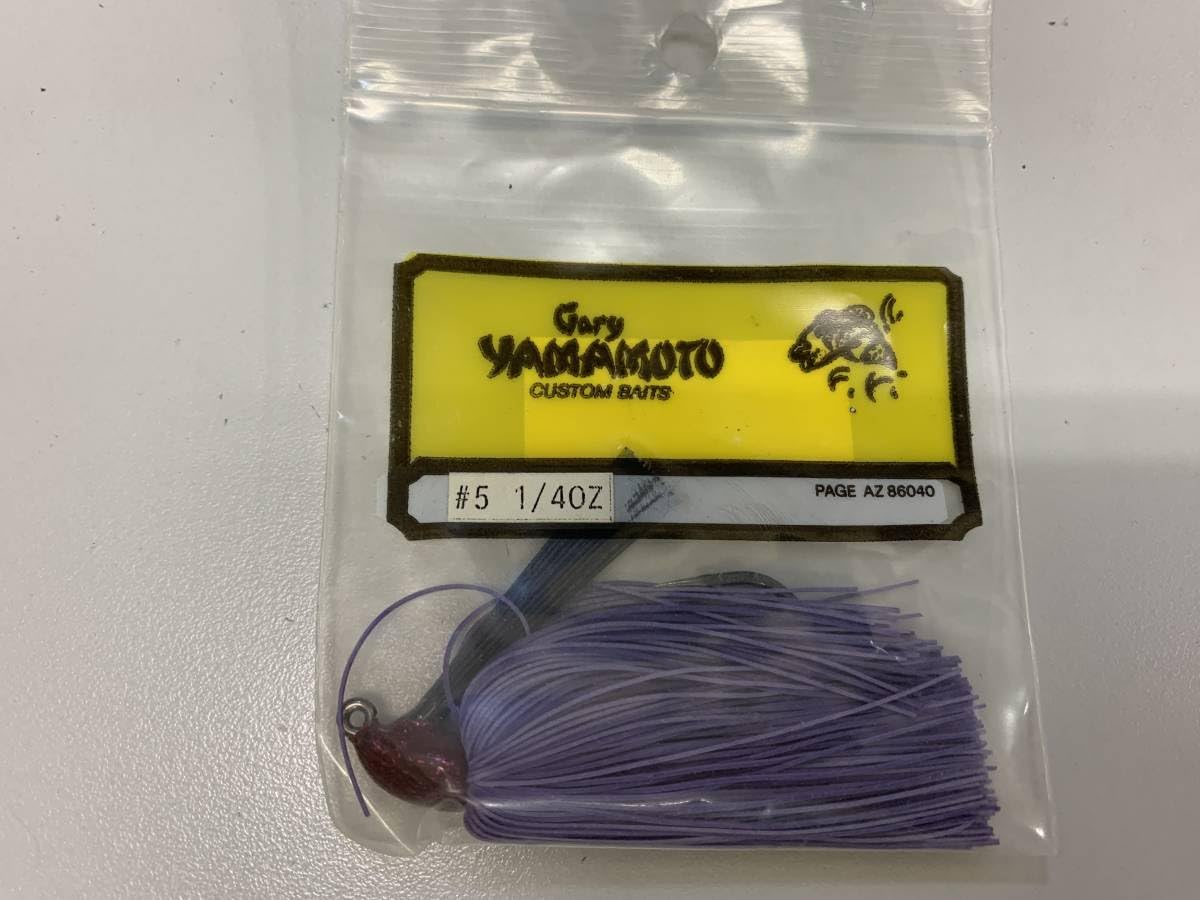 Gary
YAMAMOTO
CUSTOM BAITS
#5 1/4OZ
PAGE AZ 86040